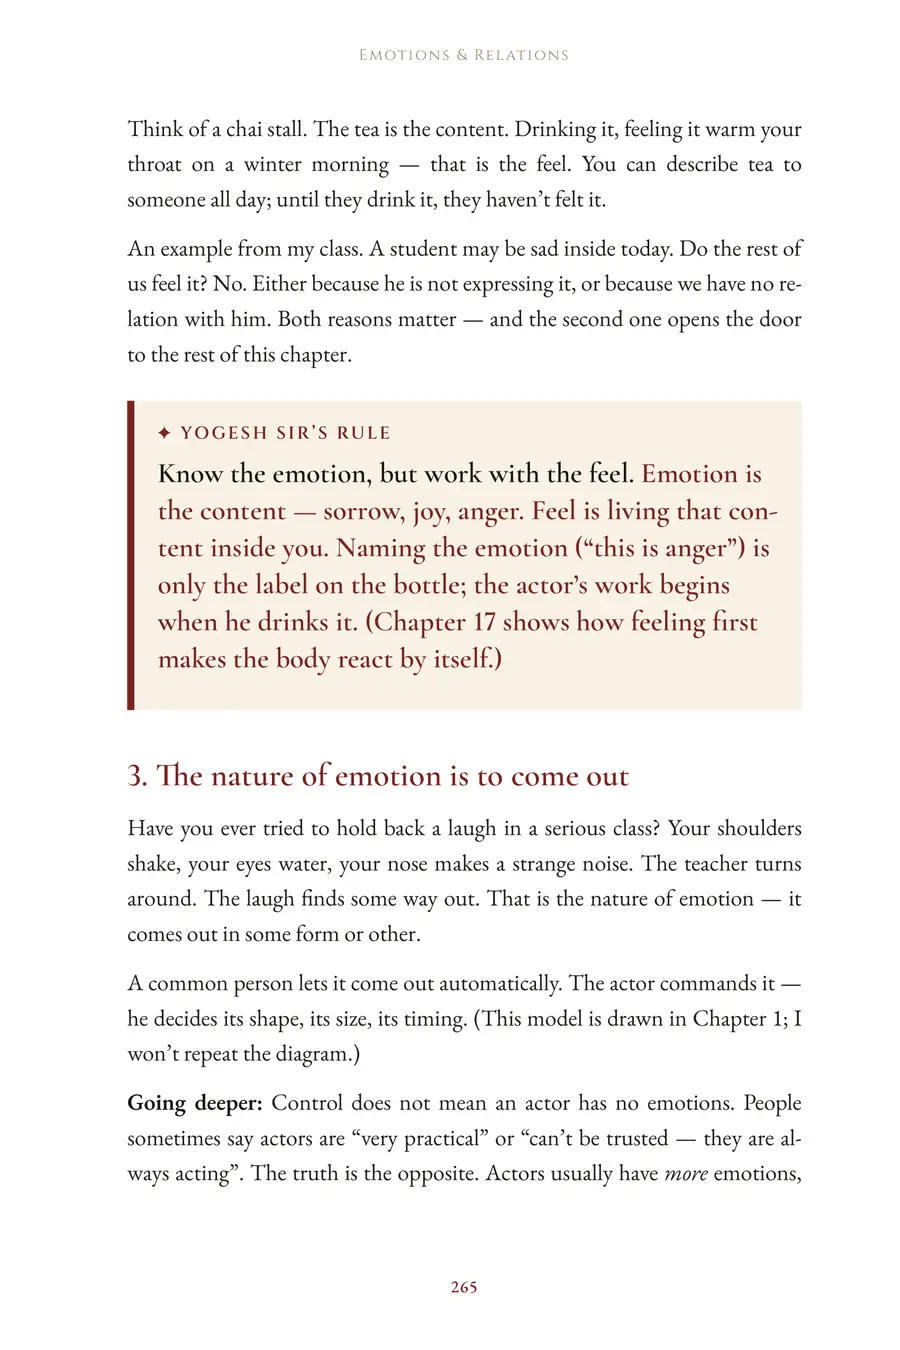 EMOTIONS & RELATIONS
Think of a chai stall. The tea is the content. Drinking it, feeling it warm your
throat on a winter morning — that is the feel. You can describe tea to
someone all day; until they drink it, they haven’t felt it.
An example from my class. A student may be sad inside today. Do the rest of
us feel it? No. Either because he is not expressing it, or because we have no re-
lation with him. Both reasons matter — and the second one opens the door
to the rest of this chapter.
✦ YOGESH SIR’S RULE
Know the emotion, but work with the feel. Emotion is
the content — sorrow, joy, anger. Feel is living that con-
tent inside you. Naming the emotion (“this is anger”) is
only the label on the bottle; the actor’s work begins
when he drinks it. (Chapter 17 shows how feeling first
makes the body react by itself.)
3. The nature of emotion is to come out
Have you ever tried to hold back a laugh in a serious class? Your shoulders
shake, your eyes water, your nose makes a strange noise. The teacher turns
around. The laugh finds some way out. That is the nature of emotion — it
comes out in some form or other.
A common person lets it come out automatically. The actor commands it —
he decides its shape, its size, its timing. (This model is drawn in Chapter 1; I
won’t repeat the diagram.)
Going deeper: Control does not mean an actor has no emotions. People
sometimes say actors are “very practical” or “can’t be trusted — they are al-
ways acting”. The truth is the opposite. Actors usually have more emotions,
265